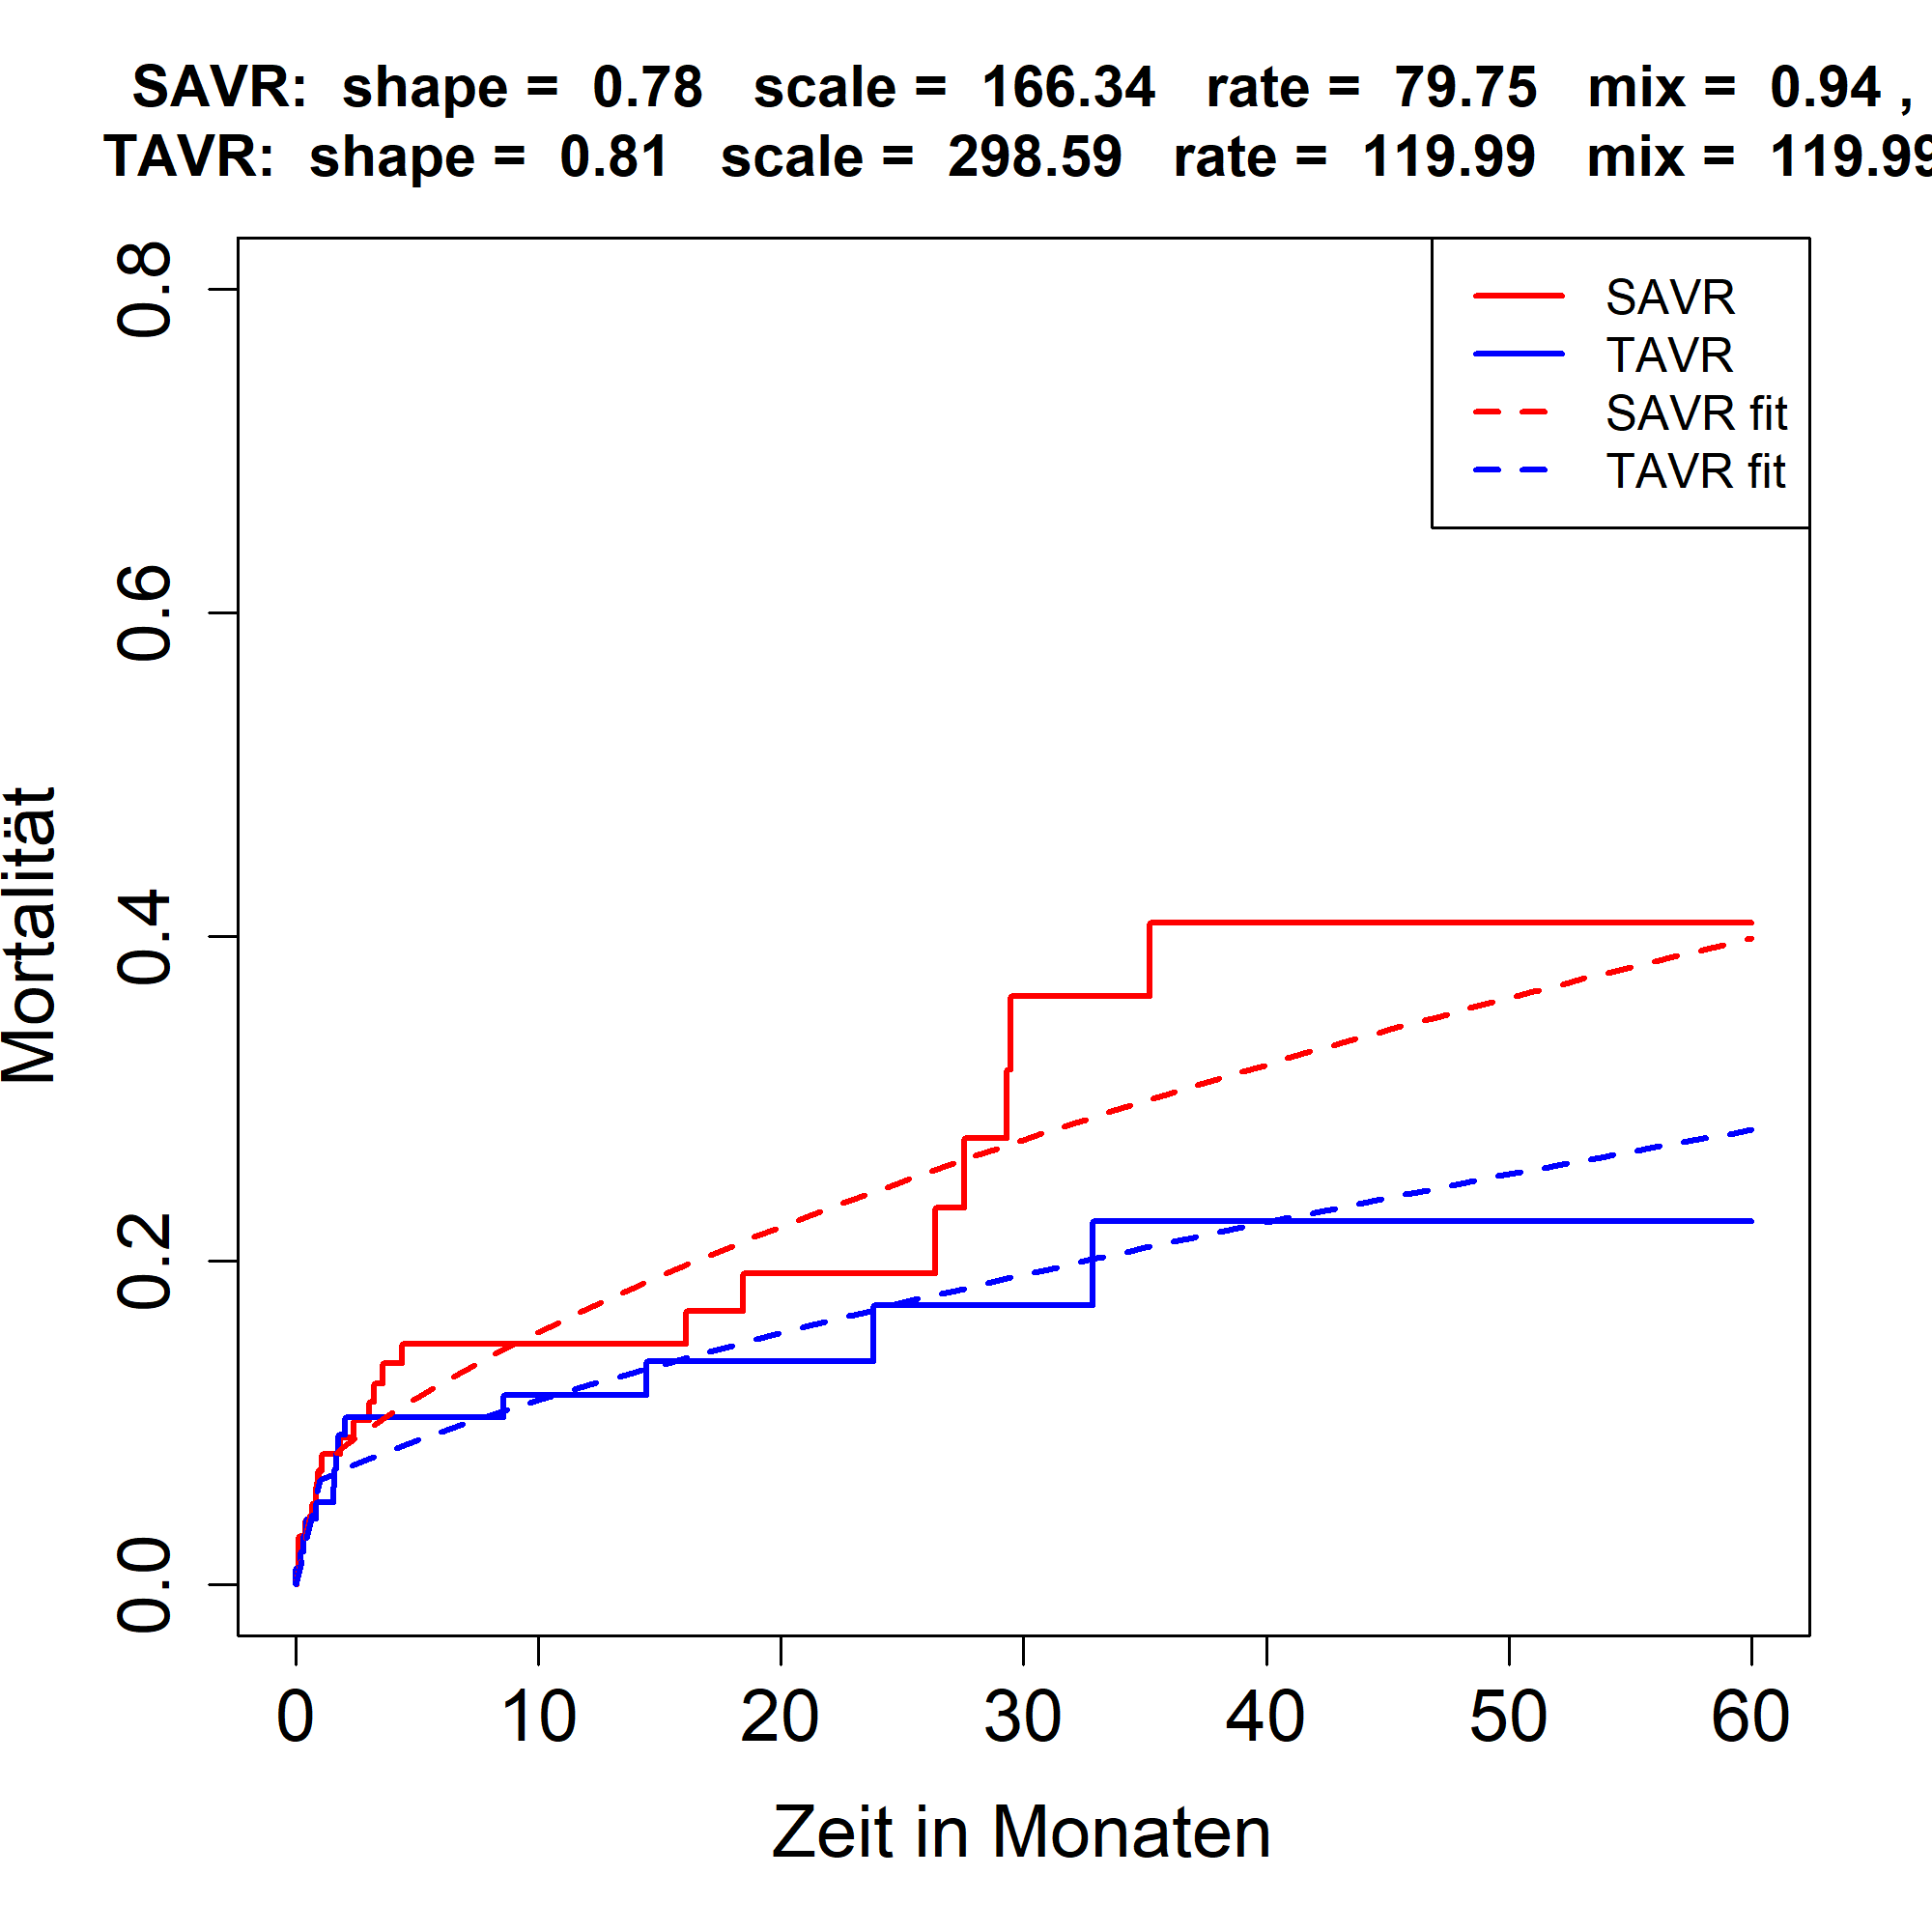 SAVR: shape = 0.78 scale = 166.34 rate = 79.75 mix = 0.94 ,
TAVR: shape = 0.81 scale = 298.59 rate = 119.99 mix = 119.99
SAVR
TAVR
SAVR fit
TAVR fit
Mortalität
0.8
0.6
0.4
0.2
0.0
0 10 20 30 40 50 60
Zeit in Monaten